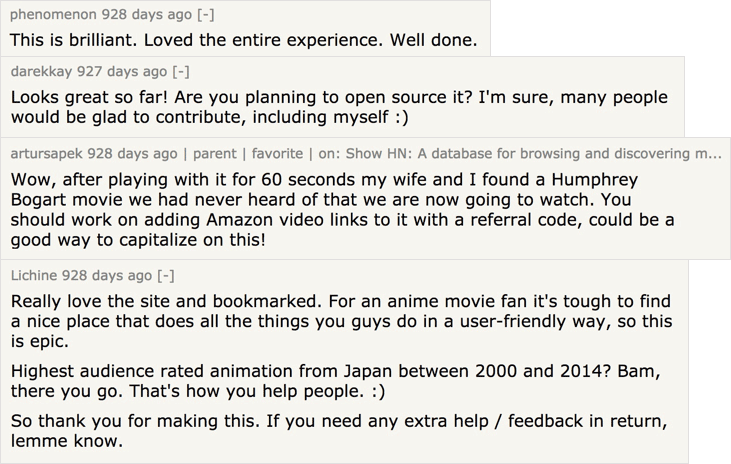 phenomenon 928 days ago [-]
This is brilliant. Loved the entire experience. Well done.
darekkay 927 days ago [-]
Looks great so far! Are you planning to open source it? I'm sure, many people
would be glad to contribute, including myself :)
artursapek 928 days ago | parent | favorite | on: Show HN: A database for browsing and discovering m...
Wow, after playing with it for 60 seconds my wife and I found a Humphrey
Bogart movie we had never heard of that we are now going to watch. You
should work on adding Amazon video links to it with a referral code, could be a
good way to capitalize on this!
Lichine 928 days ago [-]
Really love the site and bookmarked. For an anime movie fan it's tough to find
a nice place that does all the things you guys do in a user-friendly way, so this
is epic.
Highest audience rated animation from Japan between 2000 and 2014? Bam,
there you go. That's how you help people. :)
So thank you for making this. If you need any extra help / feedback in return,
lemme know.